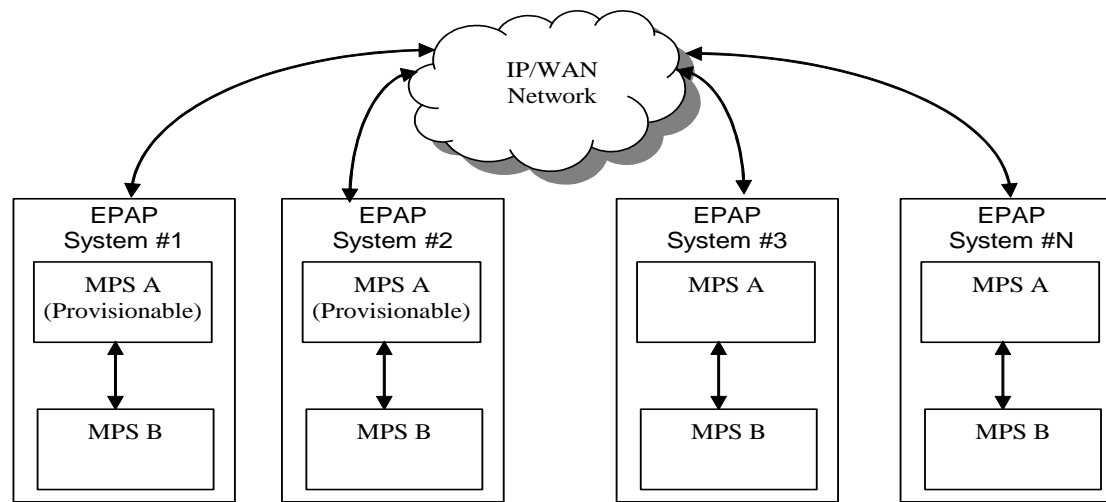 IP/WAN
Network
EPAP
System #1
MPS A
(Provisionable)
MPS B
EPAP
System #2
MPS A
(Provisionable)
MPS B
EPAP
System #3
MPS A
MPS B
EPAP
System #N
MPS A
MPS B